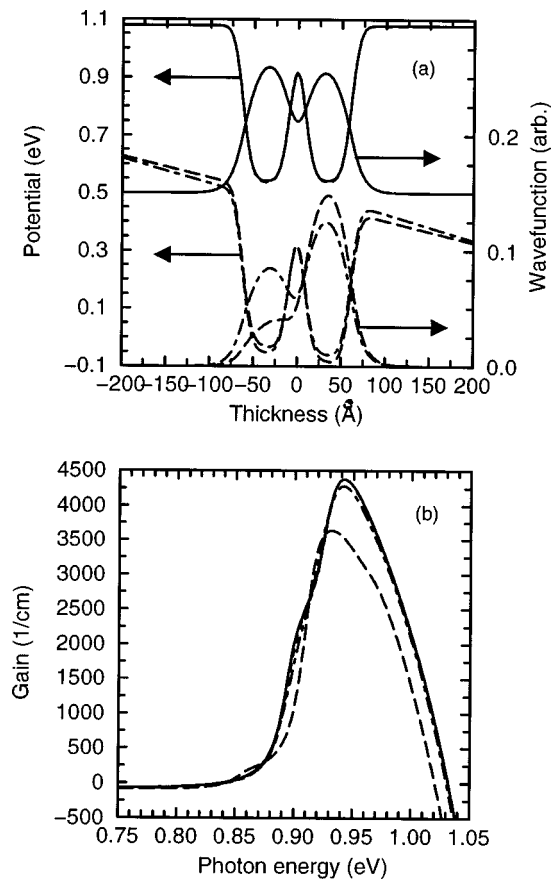 1.1
0.9
0.7
0.5
0.3
0.1
−0.1
Potential (eV)
(a)
0.2
0.1
0.0
Wavefunction (arb.)
−200−150−100−50 0 50 100 150 200
Thickness (Å)
4500
4000
3500
3000
2500
2000
1500
1000
500
0
−500
Gain (1/cm)
(b)
0.75 0.80 0.85 0.90 0.95 1.00 1.05
Photon energy (eV)